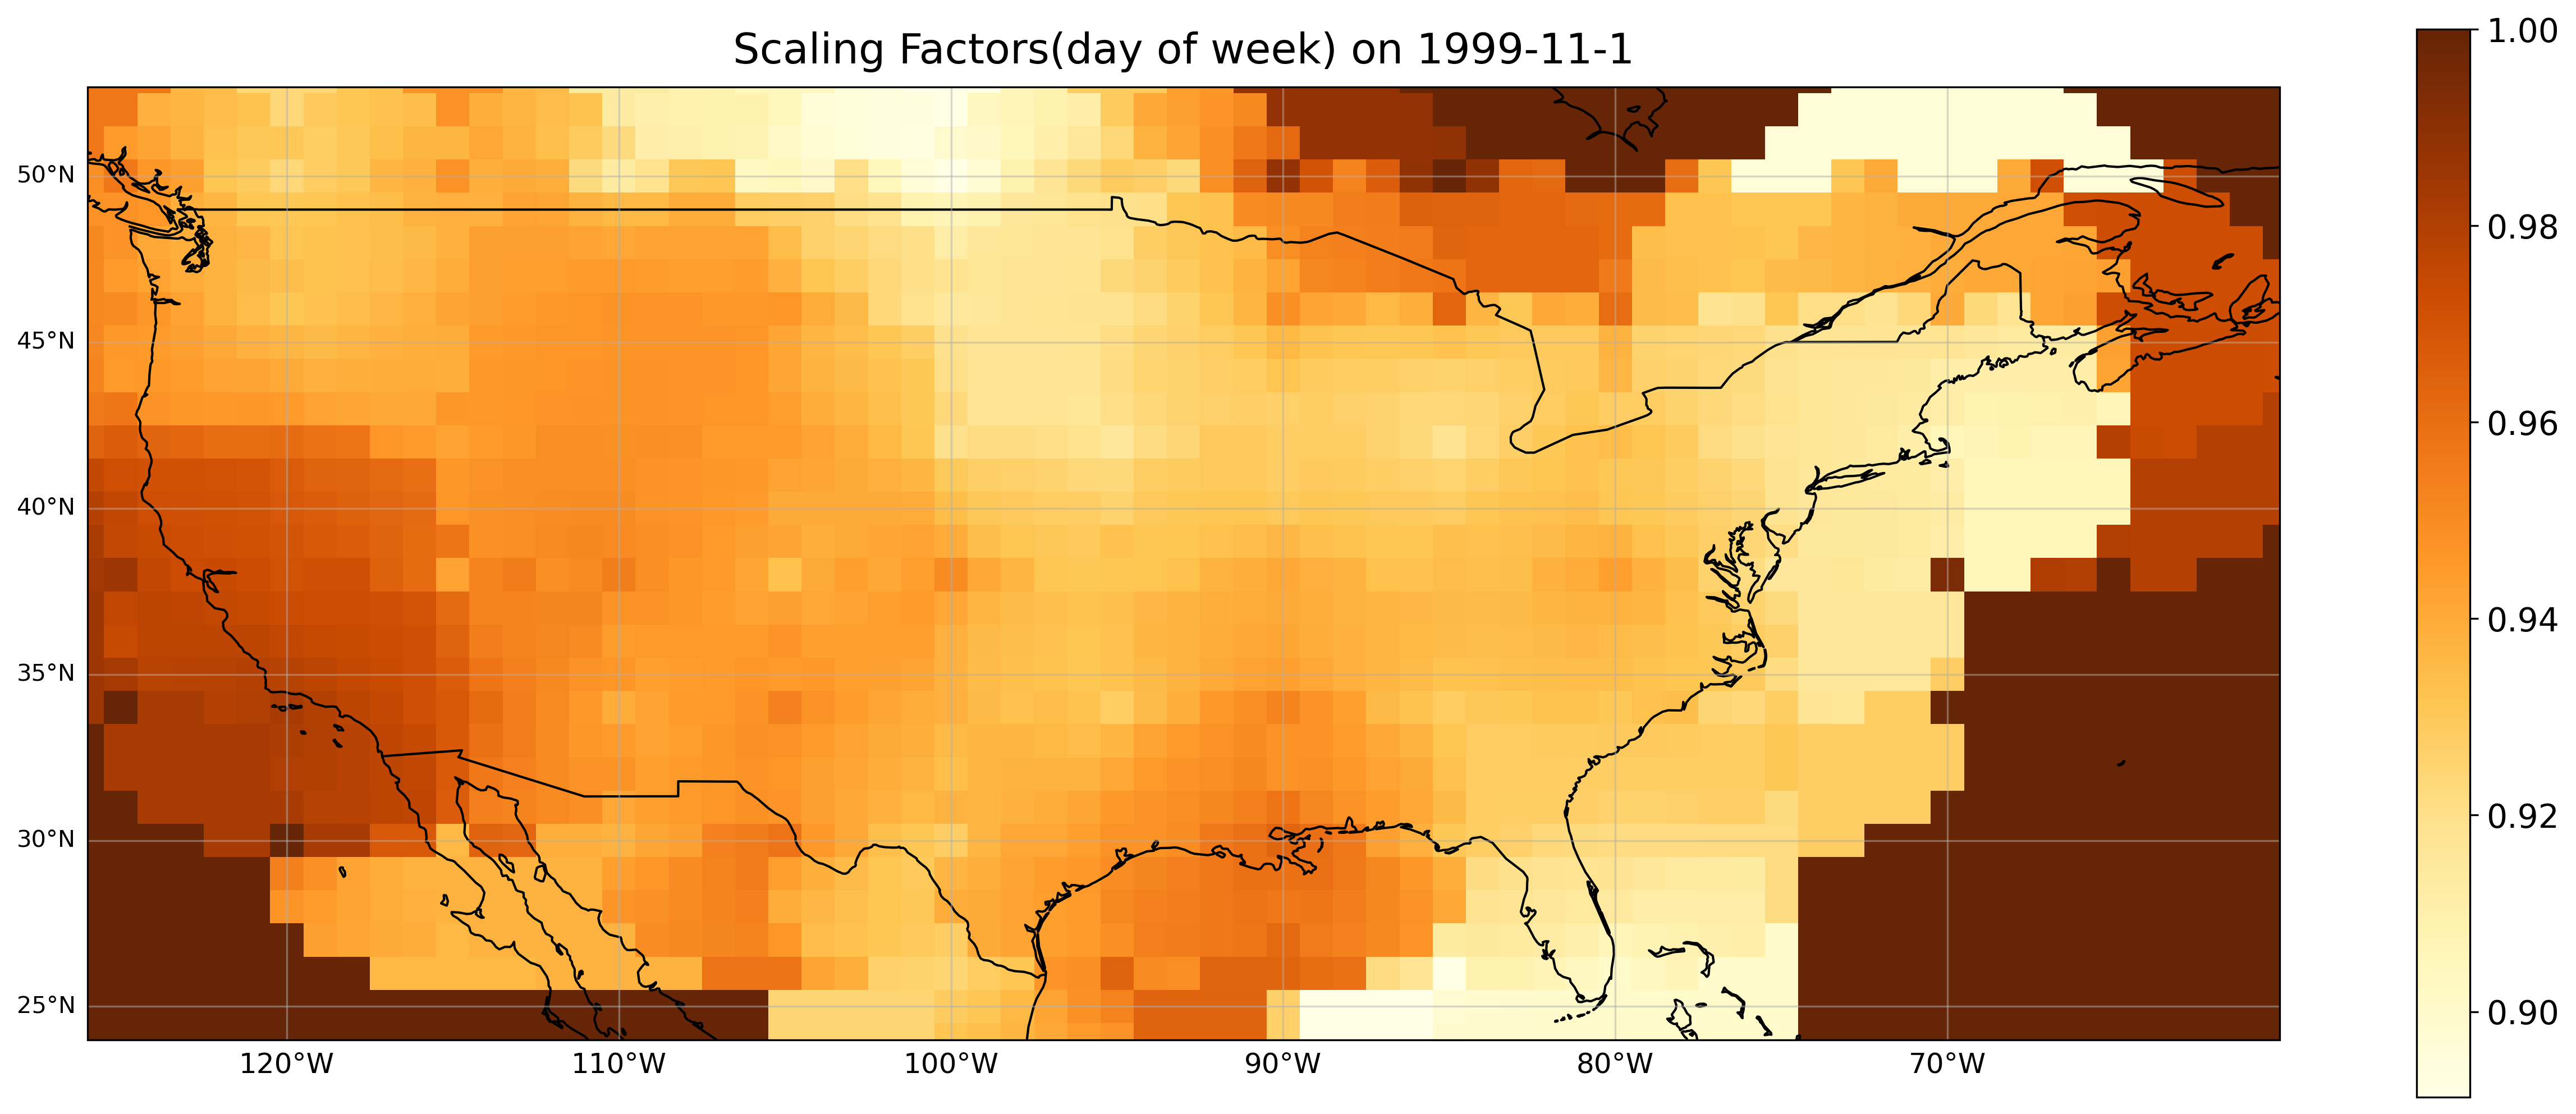 Scaling Factors(day of week) on 1999-11-1
1.00
50°N
0.98
45°N
0.96
40°N
0.94
35°N
0.92
30°N
0.90
25°N
120°W 110°W 100°W 90°W 80°W 70°W